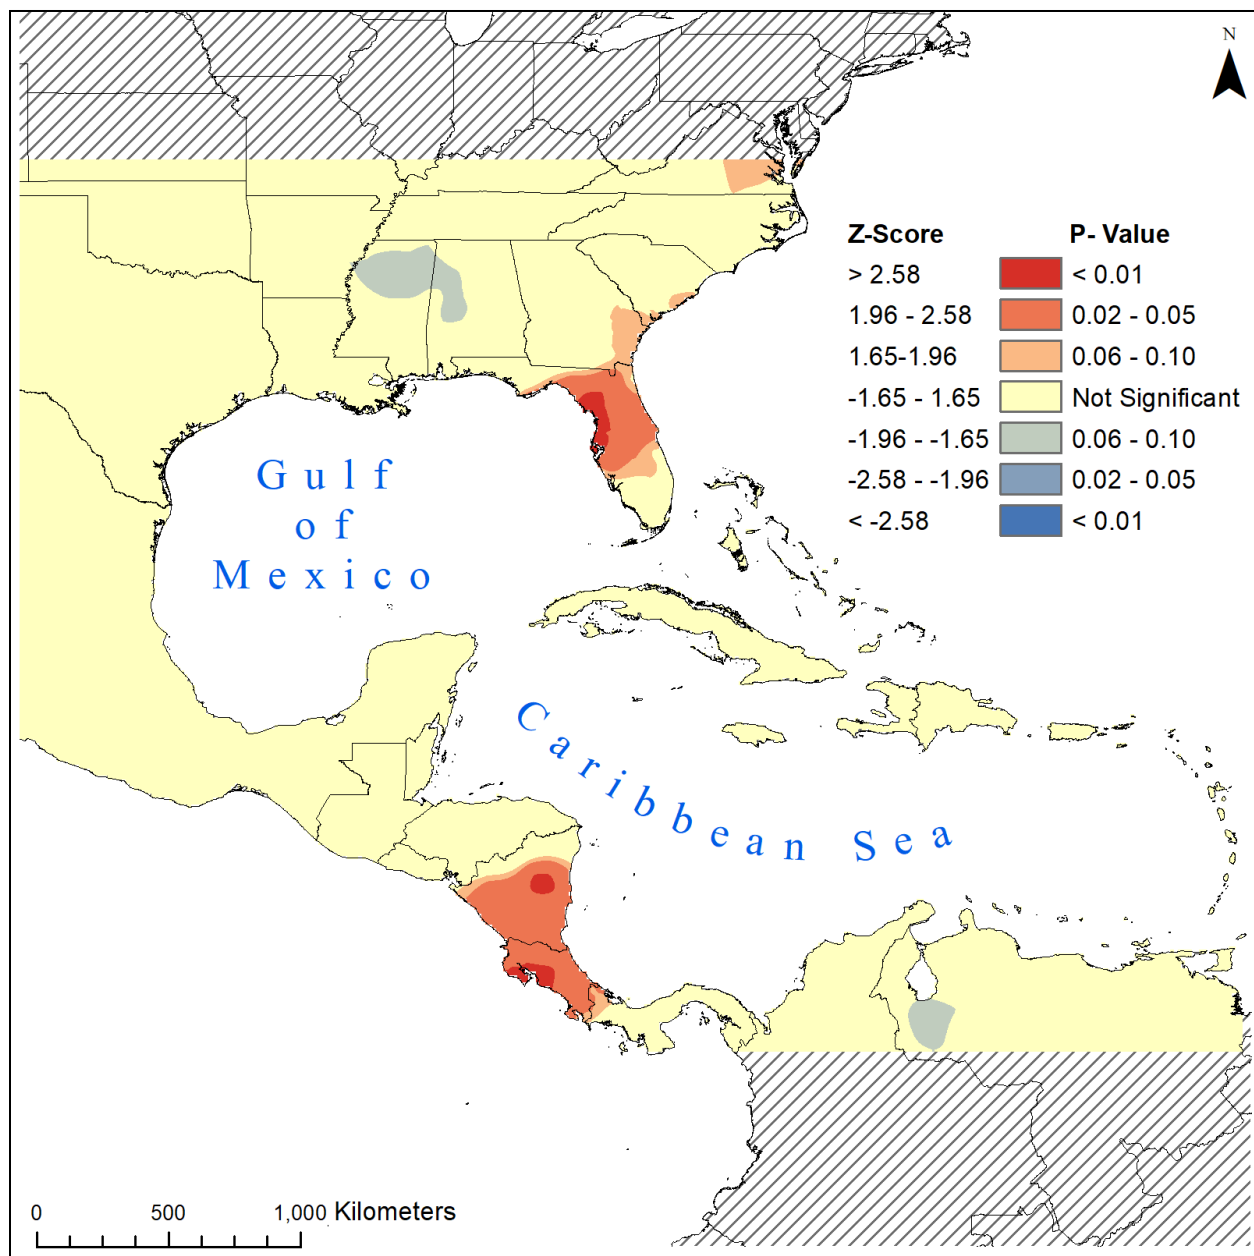 N
Z-Score P- Value
> 2.58 < 0.01
1.96 - 2.58 0.02 - 0.05
1.65-1.96 0.06 - 0.10
-1.65 - 1.65 Not Significant
-1.96 - -1.65 0.06 - 0.10
-2.58 - -1.96 0.02 - 0.05
< -2.58 < 0.01
Gulf
of
Mexico
Caribbean Sea
0 500 1,000 Kilometers